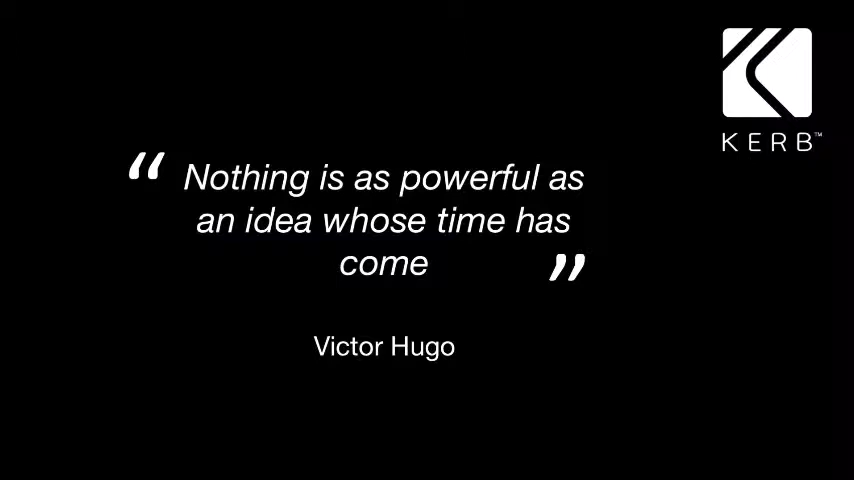 KERB™
“Nothing is as powerful as
an idea whose time has
come”
Victor Hugo